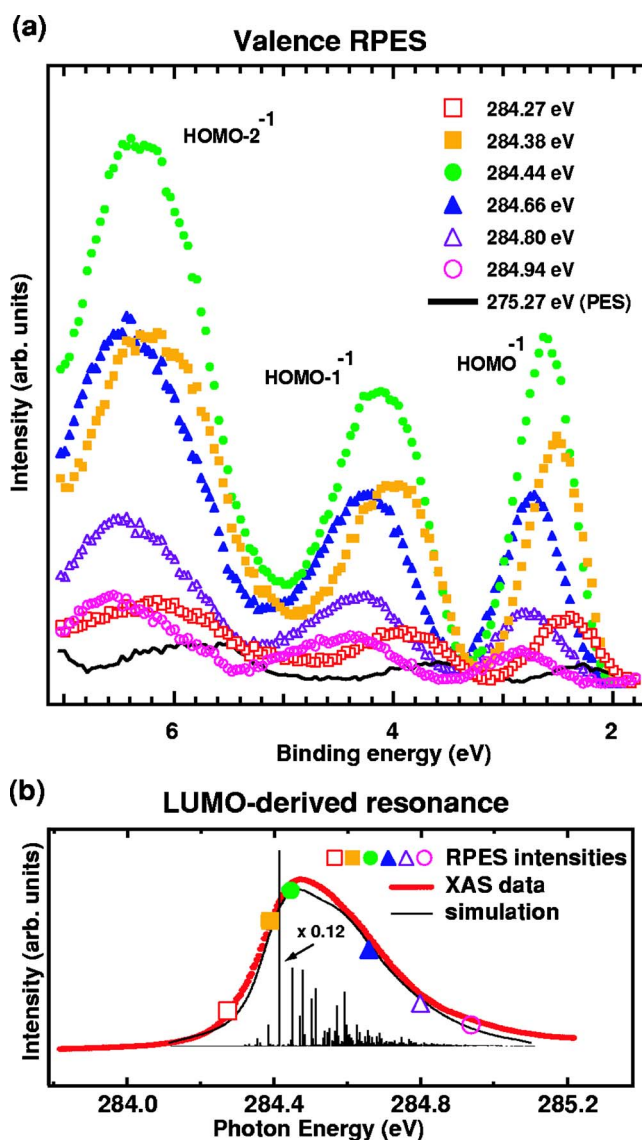 (a)
Valence RPES
HOMO-2⁻¹
HOMO-1⁻¹
HOMO⁻¹
284.27 eV
284.38 eV
284.44 eV
284.66 eV
284.80 eV
284.94 eV
275.27 eV (PES)
Intensity (arb. units)
6 4 2
Binding energy (eV)
(b)
LUMO-derived resonance
RPES intensities
XAS data
simulation
x 0.12
Intensity (arb. units)
284.0 284.4 284.8 285.2
Photon Energy (eV)